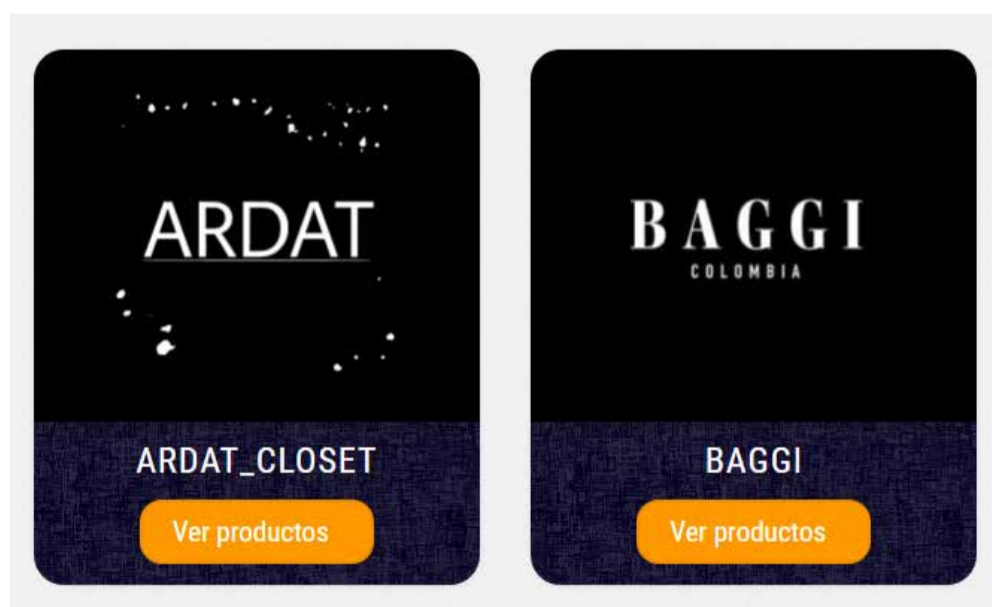 ARDAT
ARDAT_CLOSET
Ver productos
BAGGI
COLOMBIA
BAGGI
Ver productos